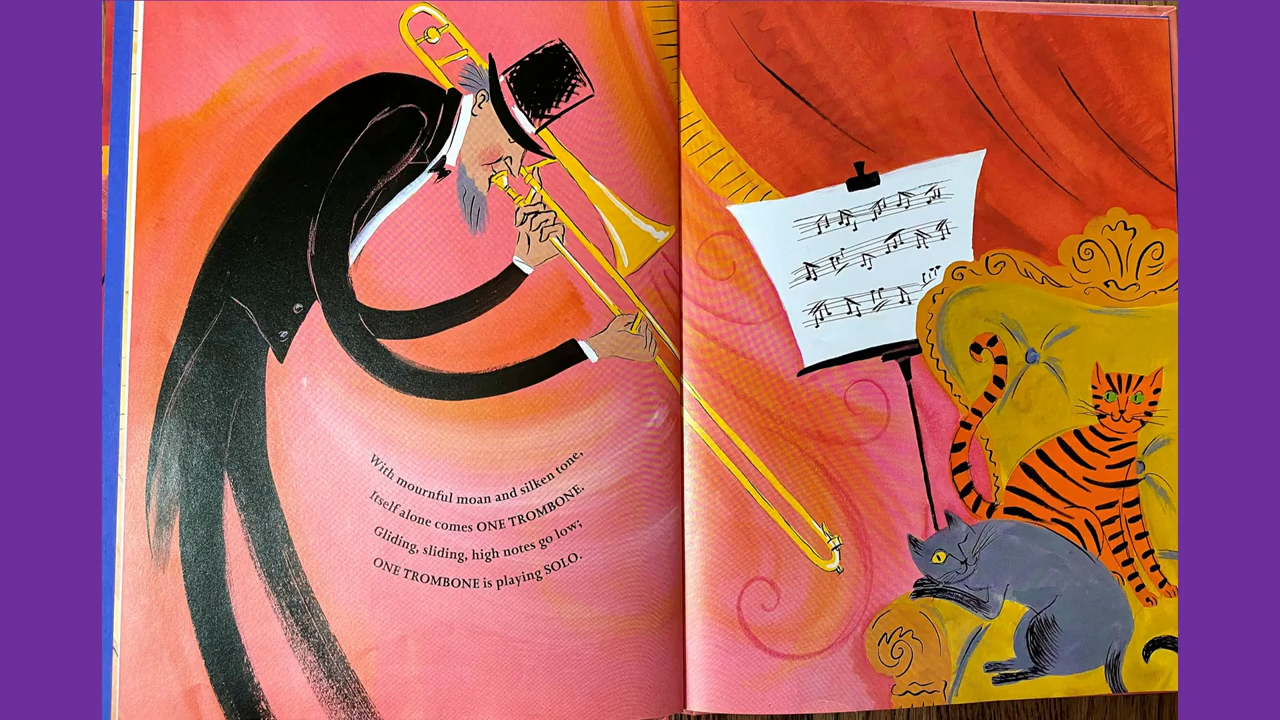 With mournful moan and silken tone,
Itself alone comes ONE TROMBONE.
Gliding, sliding, high notes go low;
ONE TROMBONE is playing SOLO.